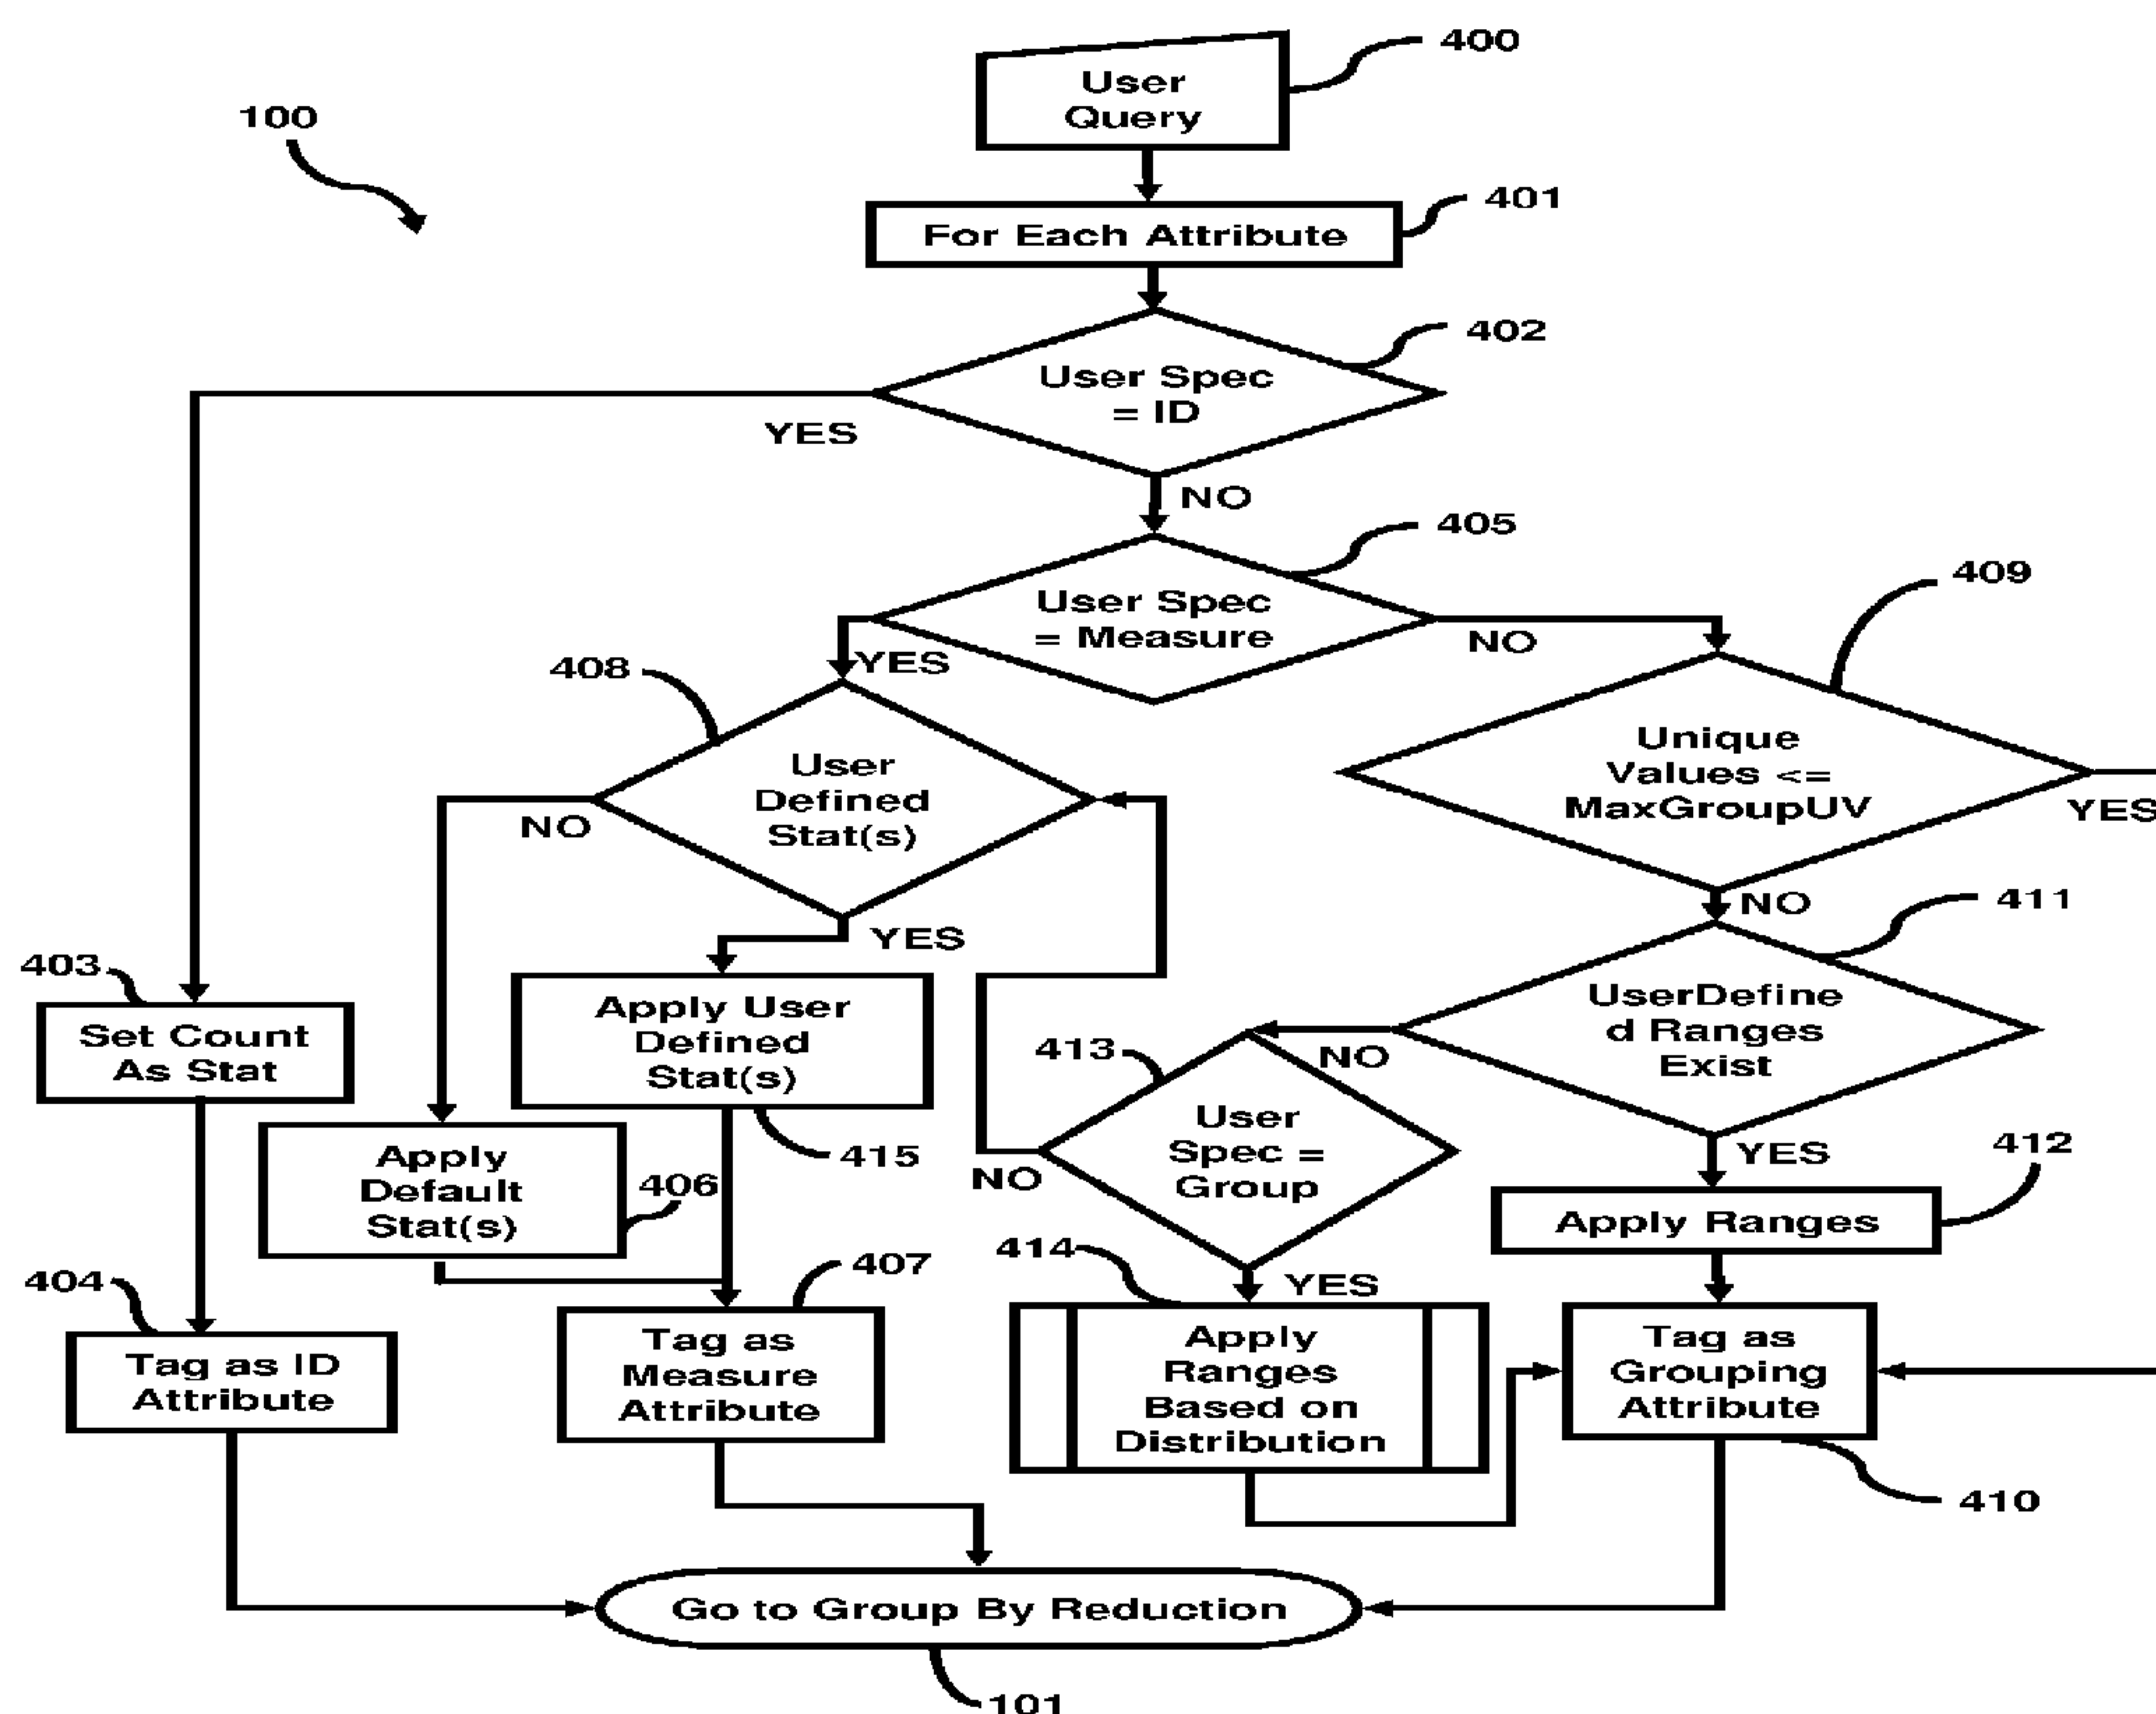 400
User
Query
100
401
For Each Attribute
402
User Spec
= ID
YES
NO
405
User Spec
= Measure
409
NO
YES
408
Unique
Values <=
MaxGroupUV
YES
User
Defined
Stat(s)
NO
YES
NO
411
403
Set Count
As Stat
Apply User
Defined
Stat(s)
415
UserDefine
d Ranges
Exist
NO
413
User
Spec =
Group
NO
YES
412
Apply
Default
Stat(s)
406
Apply Ranges
414
YES
407
404
Tag as ID
Attribute
Tag as
Measure
Attribute
Apply
Ranges
Based on
Distribution
Tag as
Grouping
Attribute
410
Go to Group By Reduction
101